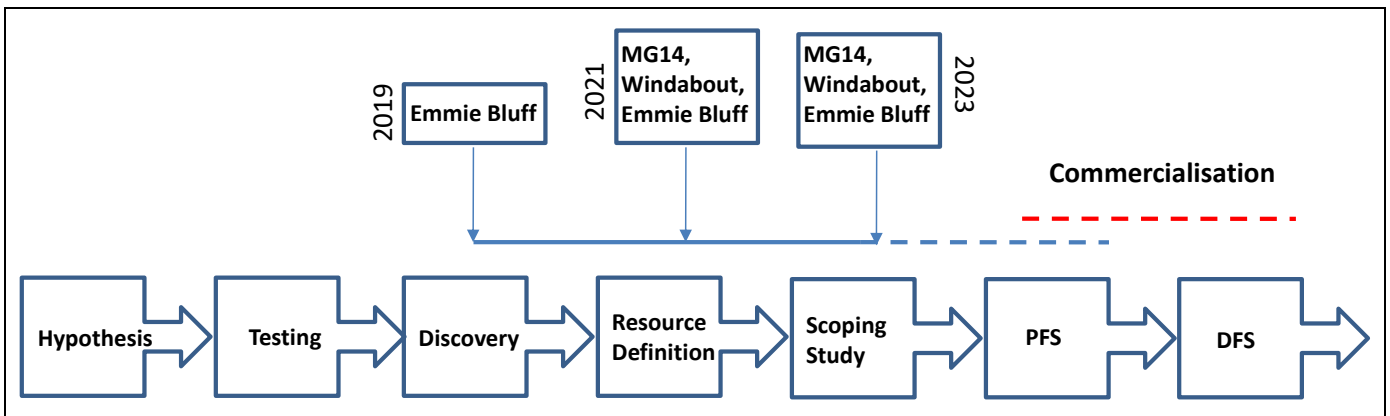 2019
Emmie Bluff
2021
MG14,
Windabout,
Emmie Bluff
MG14,
Windabout,
Emmie Bluff
2023
Commercialisation
Hypothesis
Testing
Discovery
Resource
Definition
Scoping
Study
PFS
DFS